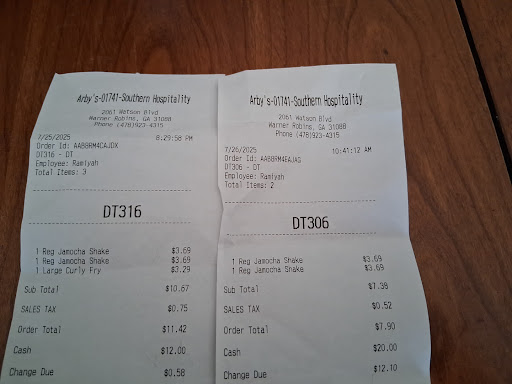 Arby's-01741-Southern Hospitality
2061 Watson Blvd
Warner Robins, GA 31088
Phone (478)923-4315
7/25/2025 8:29:58 PM
Order Id: AAB8RM4CAJDX
DT316 - DT
Employee: Ramiyah
Total Items: 3
DT316
1 Reg Jamocha Shake $3.69
1 Reg Jamocha Shake $3.69
1 Large Curly Fry $3.29
Sub Total $10.67
SALES TAX $0.75
Order Total $11.42
Cash $12.00
Change Due $0.58
Arby's-01741-Southern Hospitality
2061 Watson Blvd
Warner Robins, GA 31088
Phone (478)923-4315
7/26/2025 10:41:12 AM
Order Id: AAB8RM4EAJAG
DT306 - DT
Employee: Ramiyah
Total Items: 2
DT306
1 Reg Jamocha Shake $3.69
1 Reg Jamocha Shake $3.69
Sub Total $7.38
SALES TAX $0.52
Order Total $7.90
Cash $20.00
Change Due $12.10